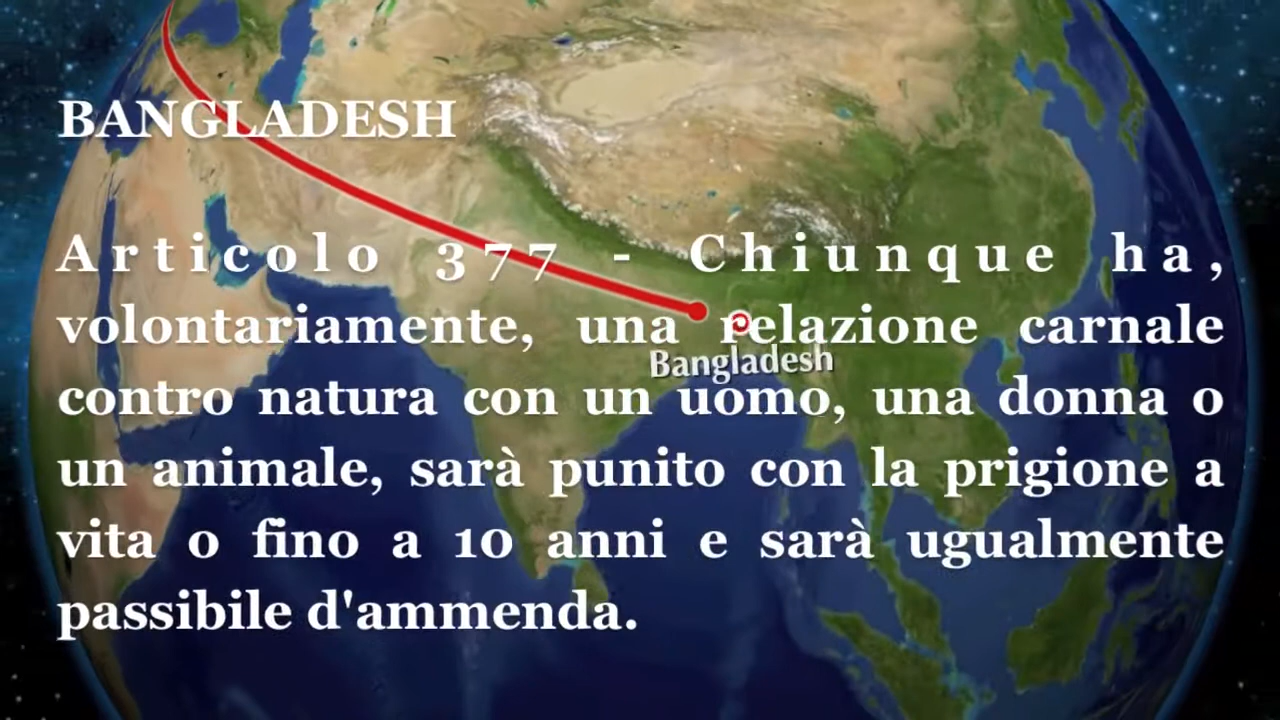 BANGLADESH
Articolo 377 - Chiunque ha,
volontariamente, una relazione carnale
Bangladesh
contro natura con un uomo, una donna o
un animale, sarà punito con la prigione a
vita o fino a 10 anni e sarà ugualmente
passibile d'ammenda.